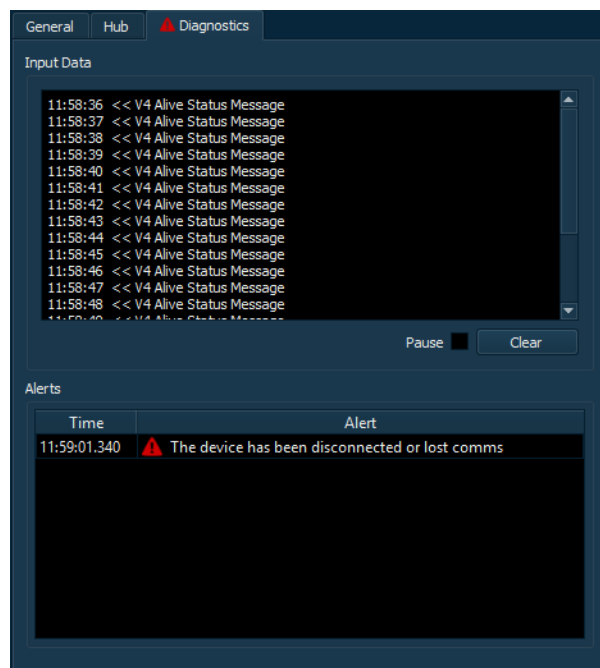 General Hub Diagnostics
Input Data
11:58:36 << V4 Alive Status Message
11:58:37 << V4 Alive Status Message
11:58:38 << V4 Alive Status Message
11:58:39 << V4 Alive Status Message
11:58:40 << V4 Alive Status Message
11:58:41 << V4 Alive Status Message
11:58:42 << V4 Alive Status Message
11:58:43 << V4 Alive Status Message
11:58:44 << V4 Alive Status Message
11:58:45 << V4 Alive Status Message
11:58:46 << V4 Alive Status Message
11:58:47 << V4 Alive Status Message
11:58:48 << V4 Alive Status Message
Pause Clear
Alerts
Time Alert
11:59:01.340 The device has been disconnected or lost comms